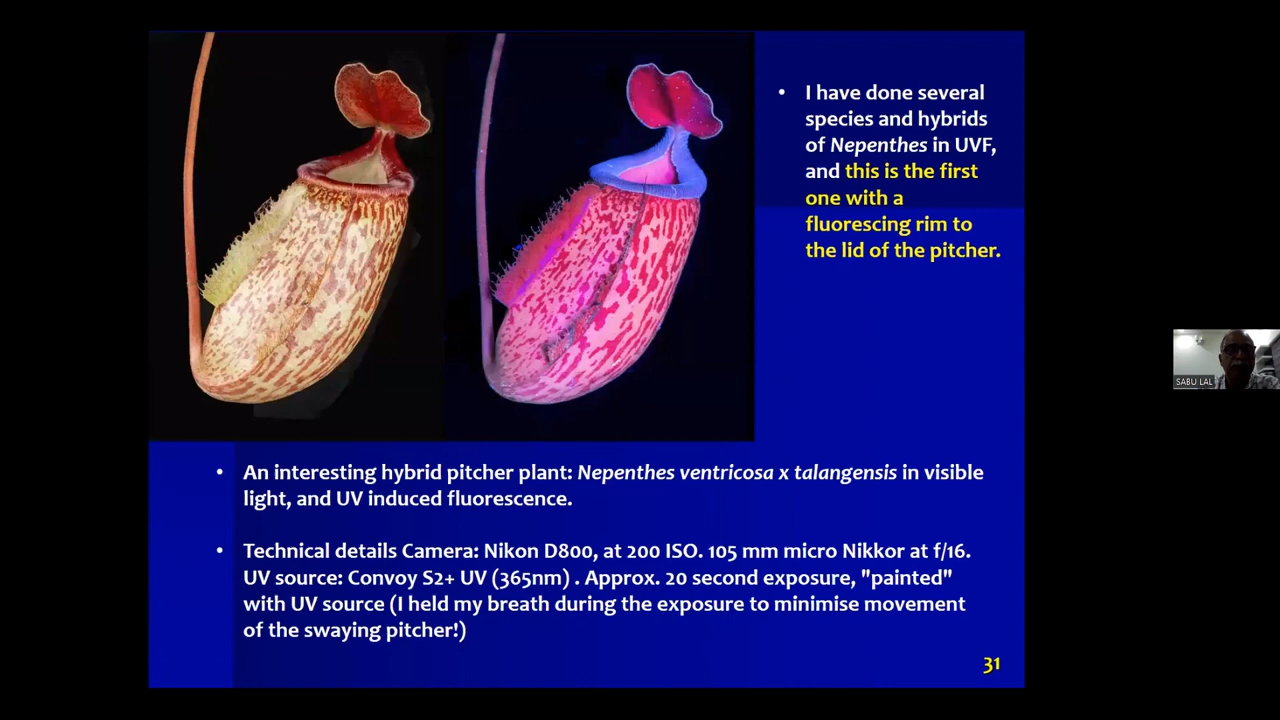 • I have done several
species and hybrids
of Nepenthes in UVF,
and this is the first
one with a
fluorescing rim to
the lid of the pitcher.
SABU LAL
• An interesting hybrid pitcher plant: Nepenthes ventricosa x talangensis in visible
light, and UV induced fluorescence.
• Technical details Camera: Nikon D800, at 200 ISO. 105 mm micro Nikkor at f/16.
UV source: Convoy S2+ UV (365nm) . Approx. 20 second exposure, "painted"
with UV source (I held my breath during the exposure to minimise movement
of the swaying pitcher!)
31